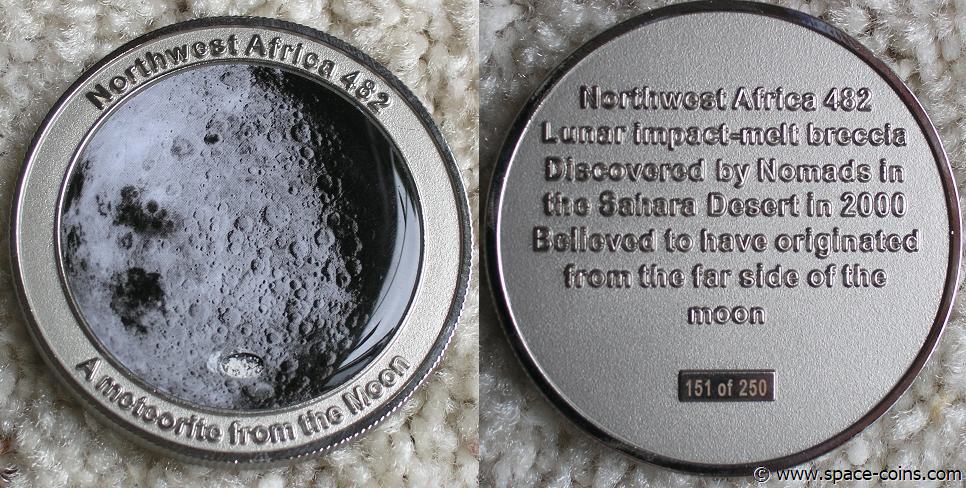 Northwest Africa 482
A meteorite from the Moon
Northwest Africa 482
Lunar impact-melt breccia
Discovered by Nomads in
the Sahara Desert in 2000
Believed to have originated
from the far side of the
moon
151 of 250
© www.space-coins.com